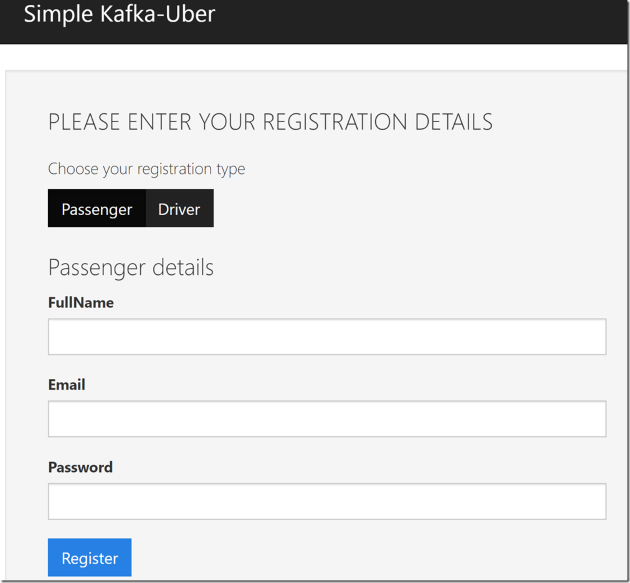 Simple Kafka-Uber
PLEASE ENTER YOUR REGISTRATION DETAILS
Choose your registration type
Passenger Driver
Passenger details
FullName
Email
Password
Register